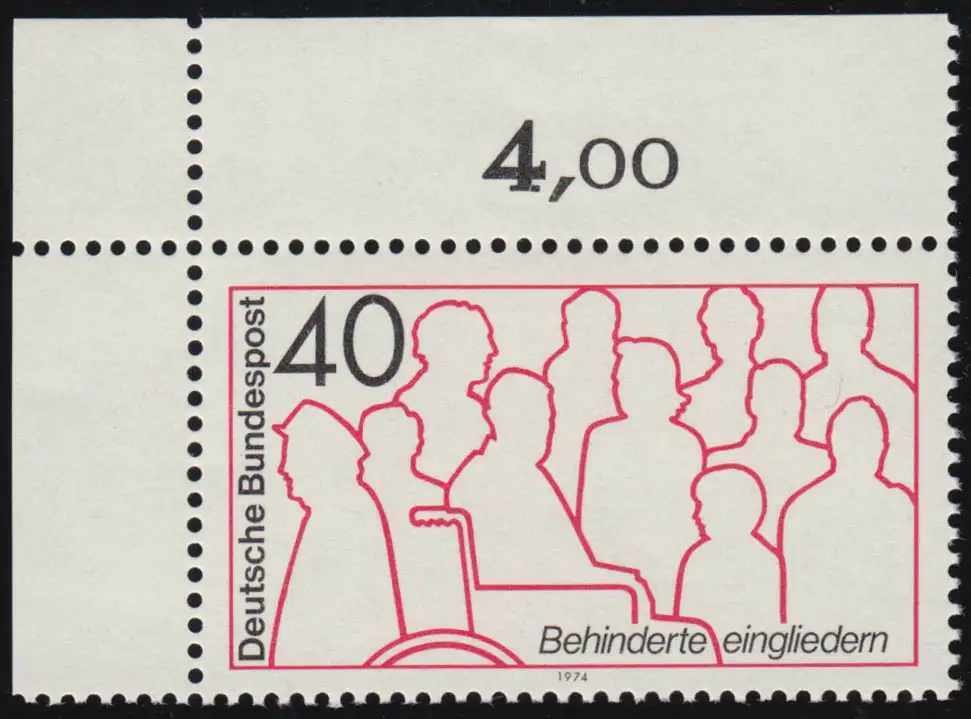 4,00
Deutsche Bundespost
40
Behinderte eingliedern
1974